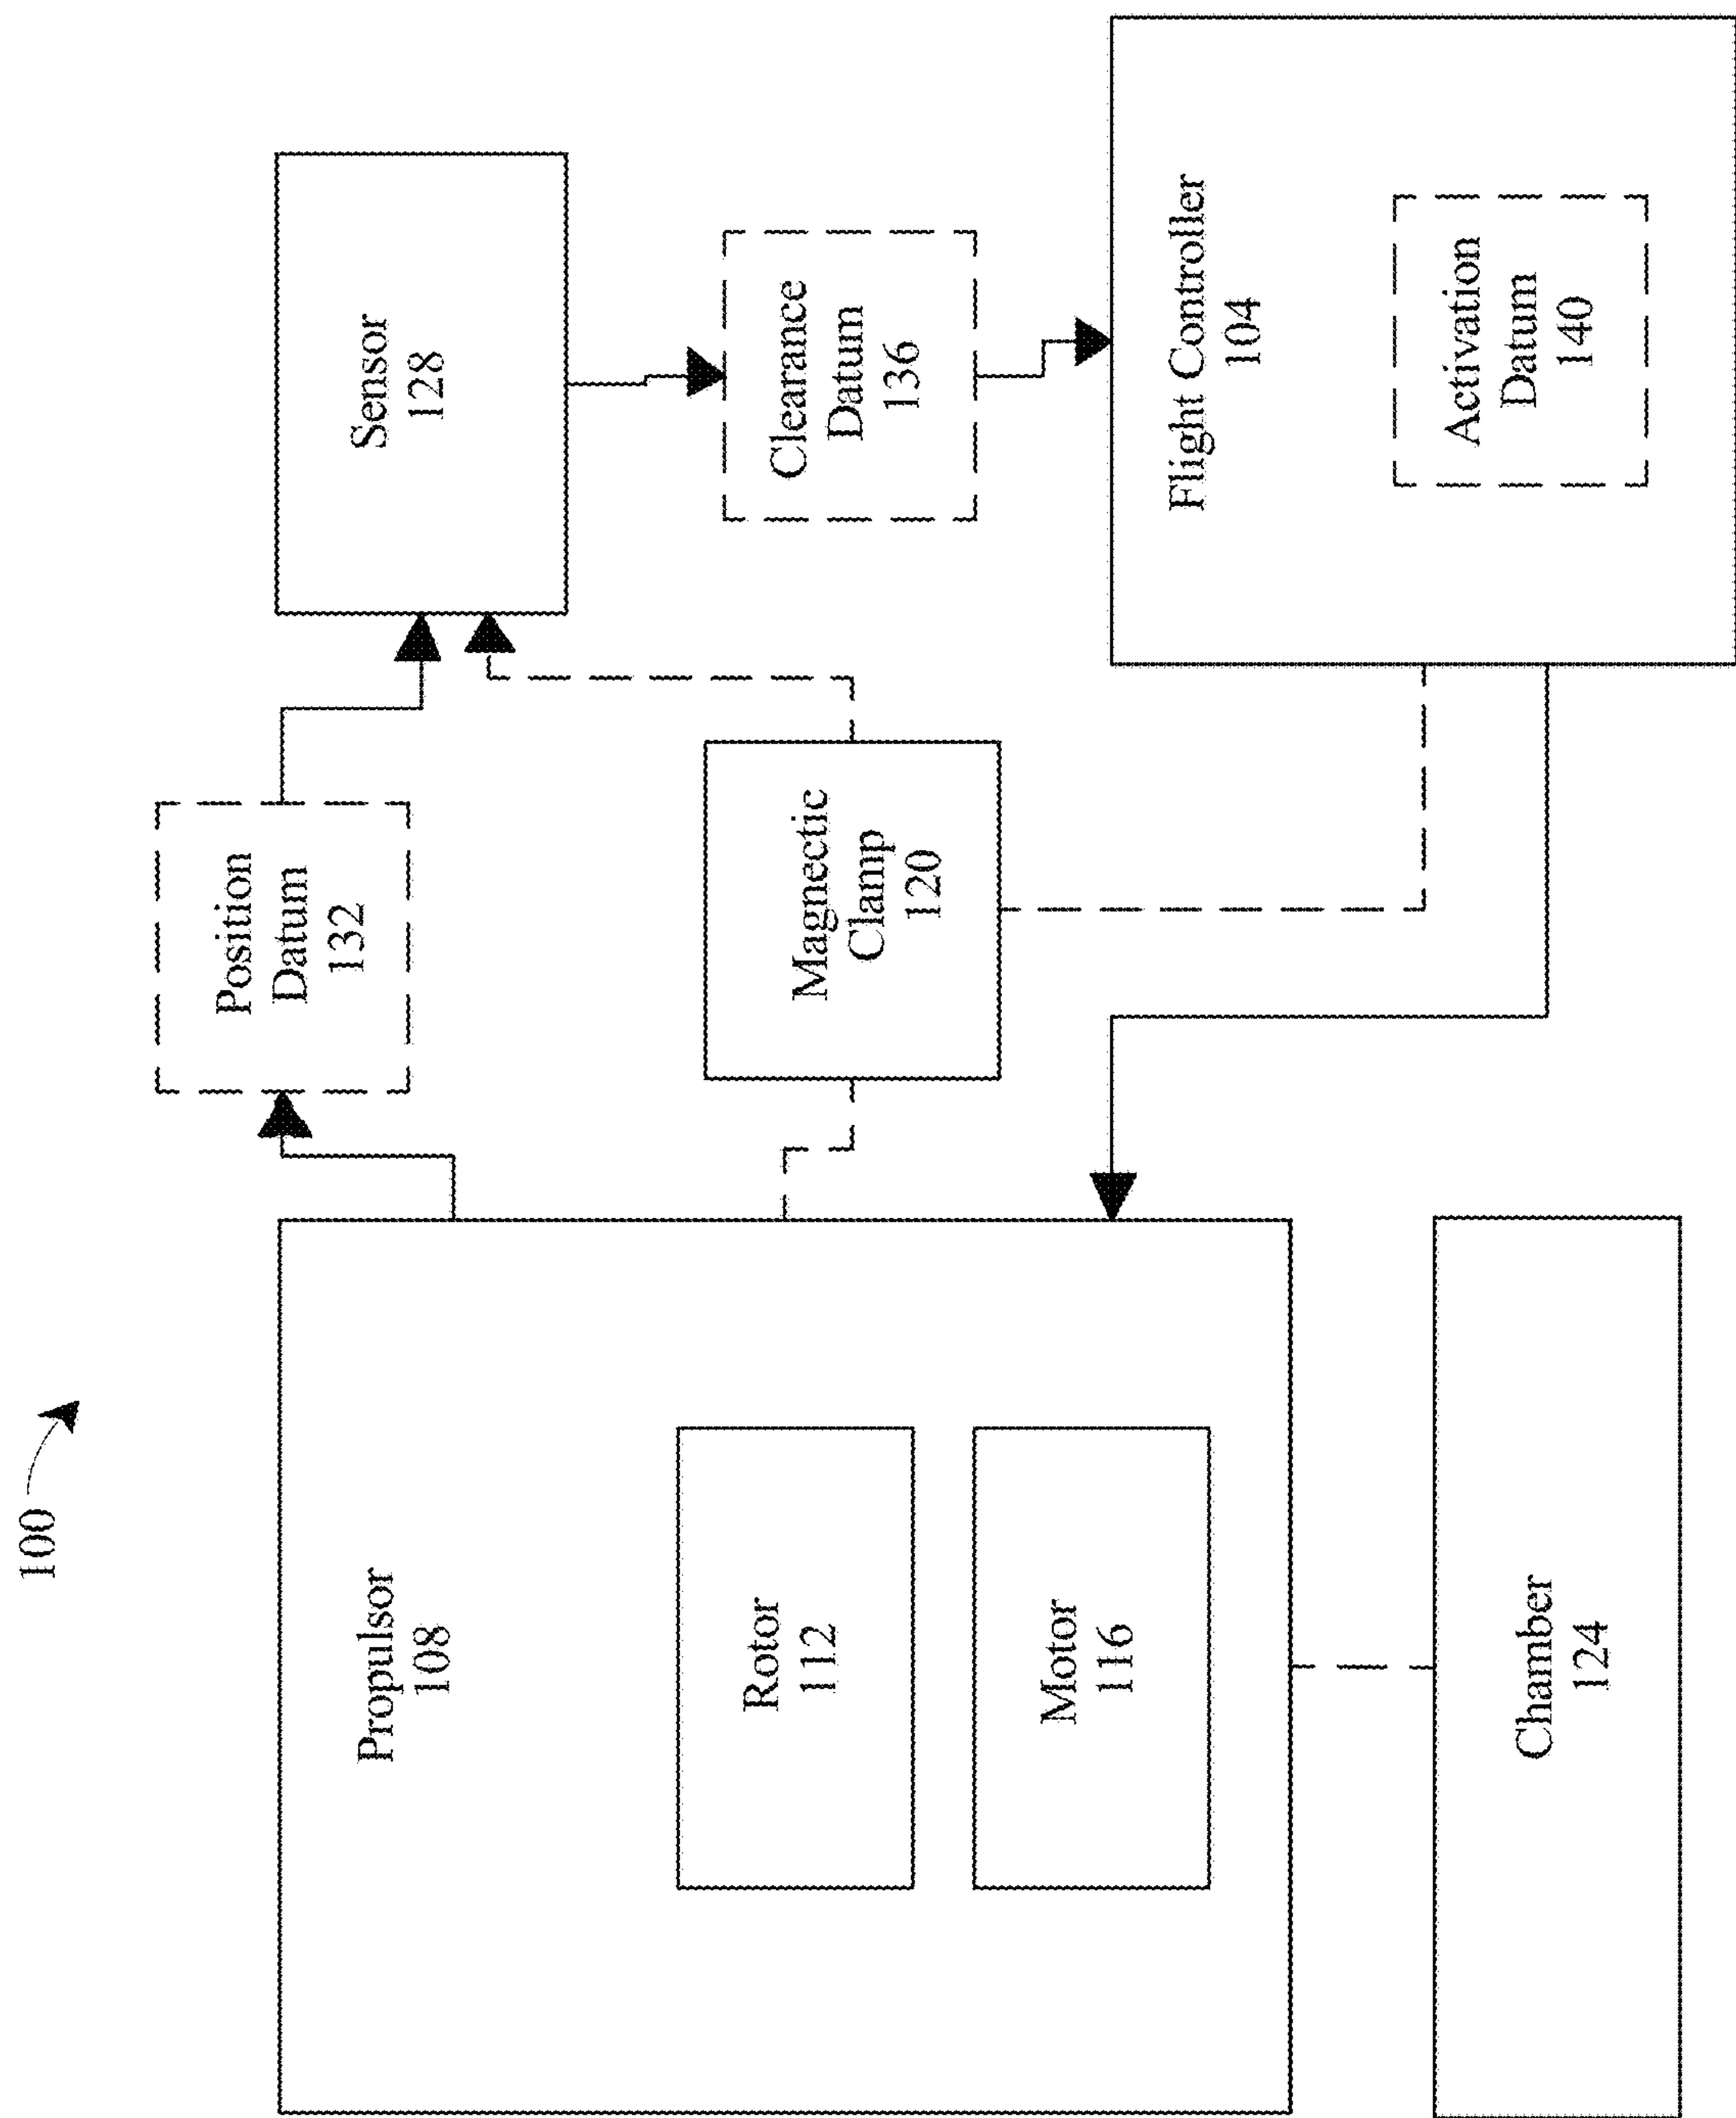 100
Propulsor
108
Rotor
112
Motor
116
Chamber
124
Position
Datum
132
Magnectic
Clamp
120
Sensor
128
Clearance
Datum
136
Flight Controller
104
Activation
Datum
140